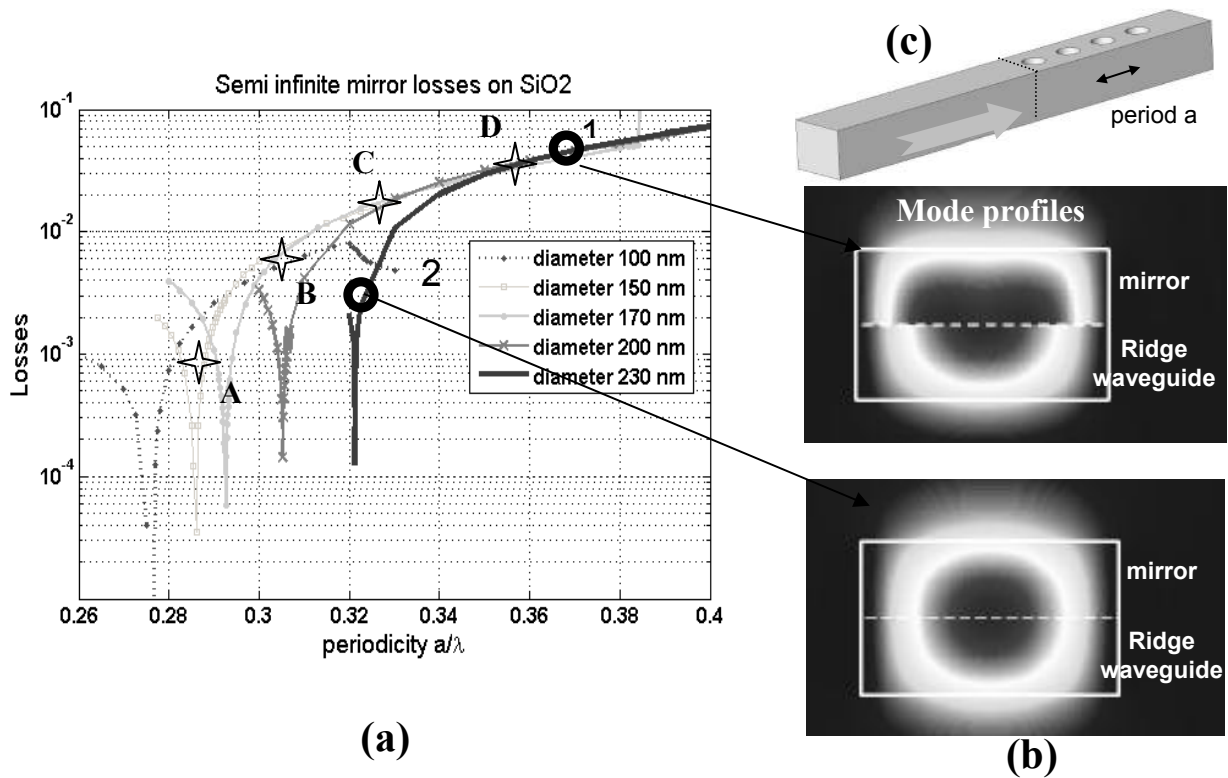 Semi infinite mirror losses on SiO2
10^-1
10^-2
10^-3
10^-4
Losses
0.26
0.28
0.3
0.32
0.34
0.36
0.38
0.4
periodicity a/λ
A
B
C
D
1
2
diameter 100 nm
diameter 150 nm
diameter 170 nm
diameter 200 nm
diameter 230 nm
(a)
(c)
period a
Mode profiles
mirror
Ridge
waveguide
mirror
Ridge
waveguide
(b)